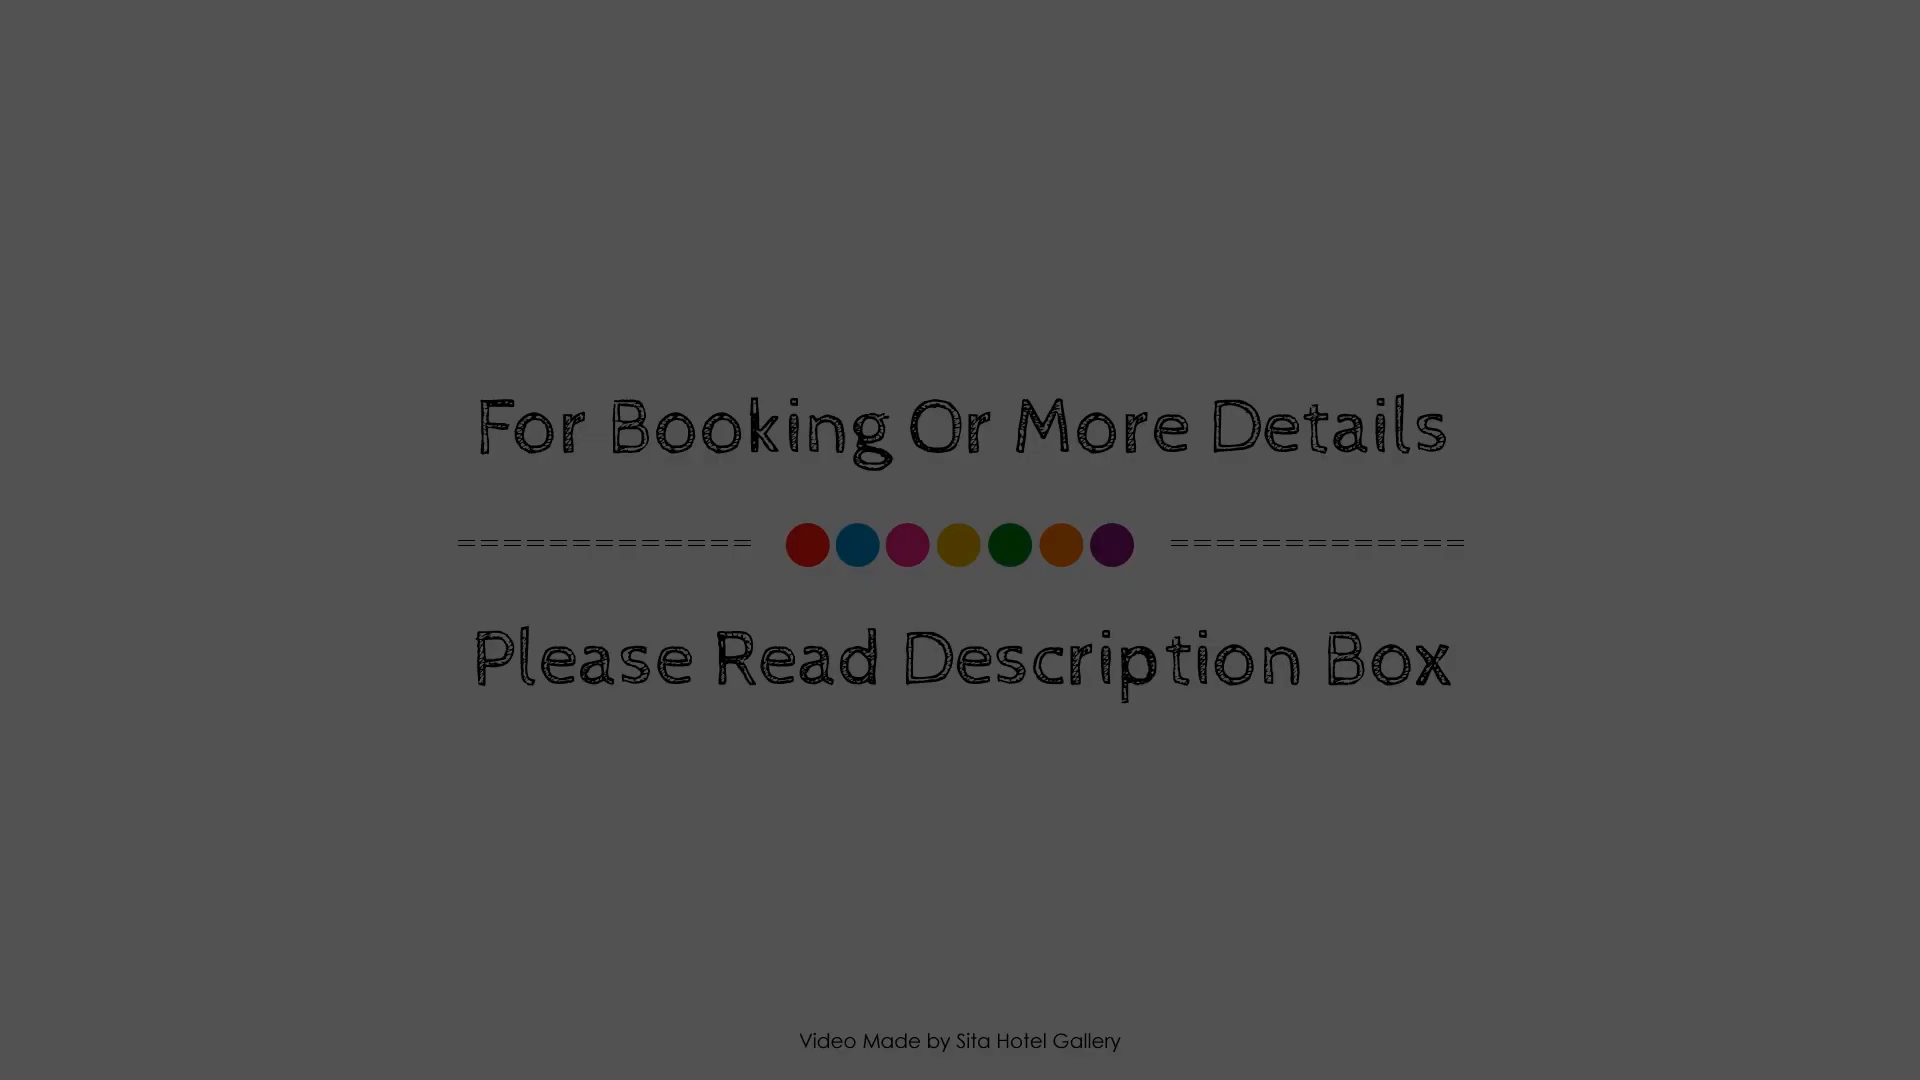 For Booking Or More Details
============= =============
Please Read Description Box
Video Made by Sita Hotel Gallery